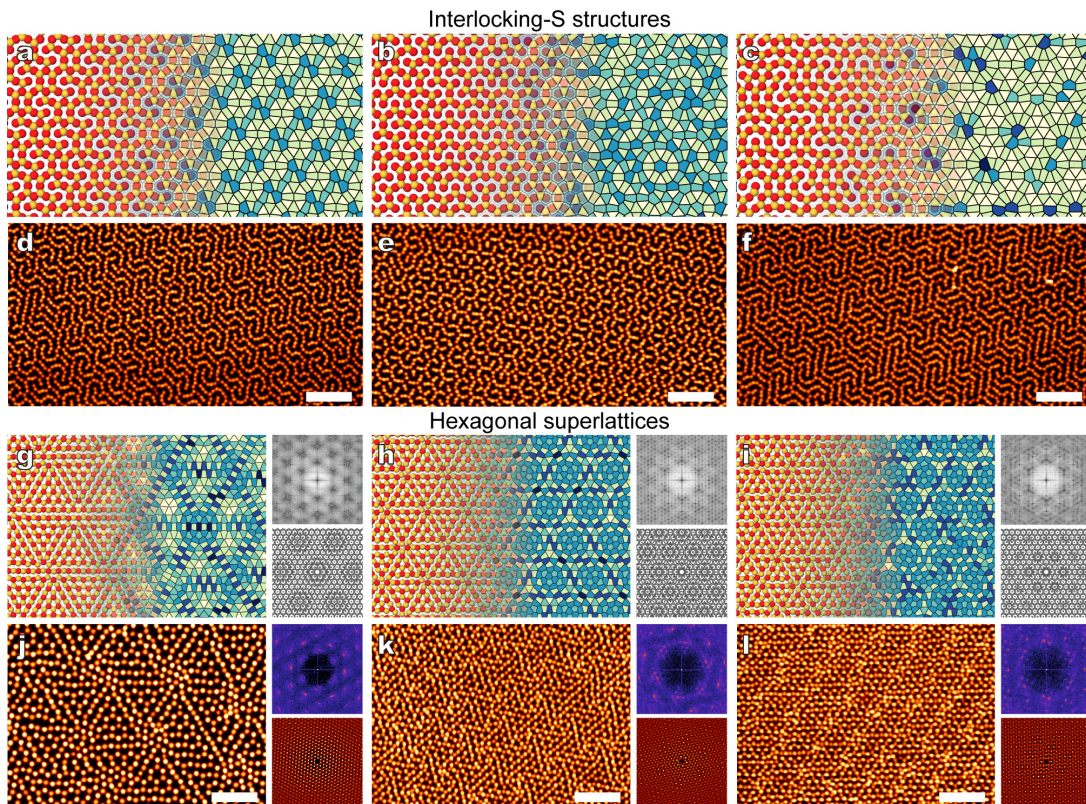 Interlocking-S structures
a
b
c
d
e
f
Hexagonal superlattices
g
h
i
j
k
l